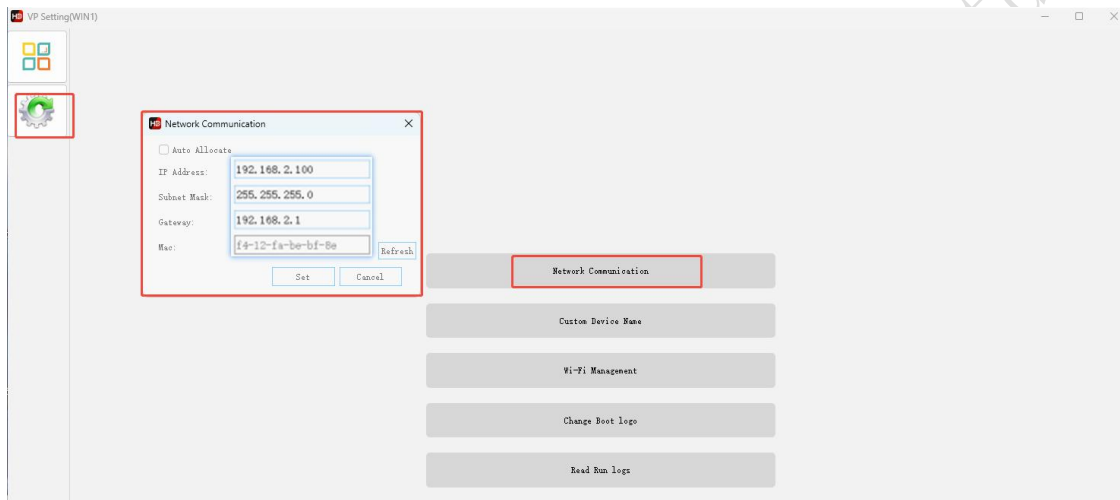 VP Setting(WIN1)
Network Communication
Auto Allocate
IP Address: 192.168.2.100
Subnet Mask: 255.255.255.0
Gateway: 192.168.2.1
Mac: f4-12-fa-be-bf-8e
Refresh
Set Cancel
Network Communication
Custom Device Name
Wi-Fi Management
Change Boot logo
Read Run logs